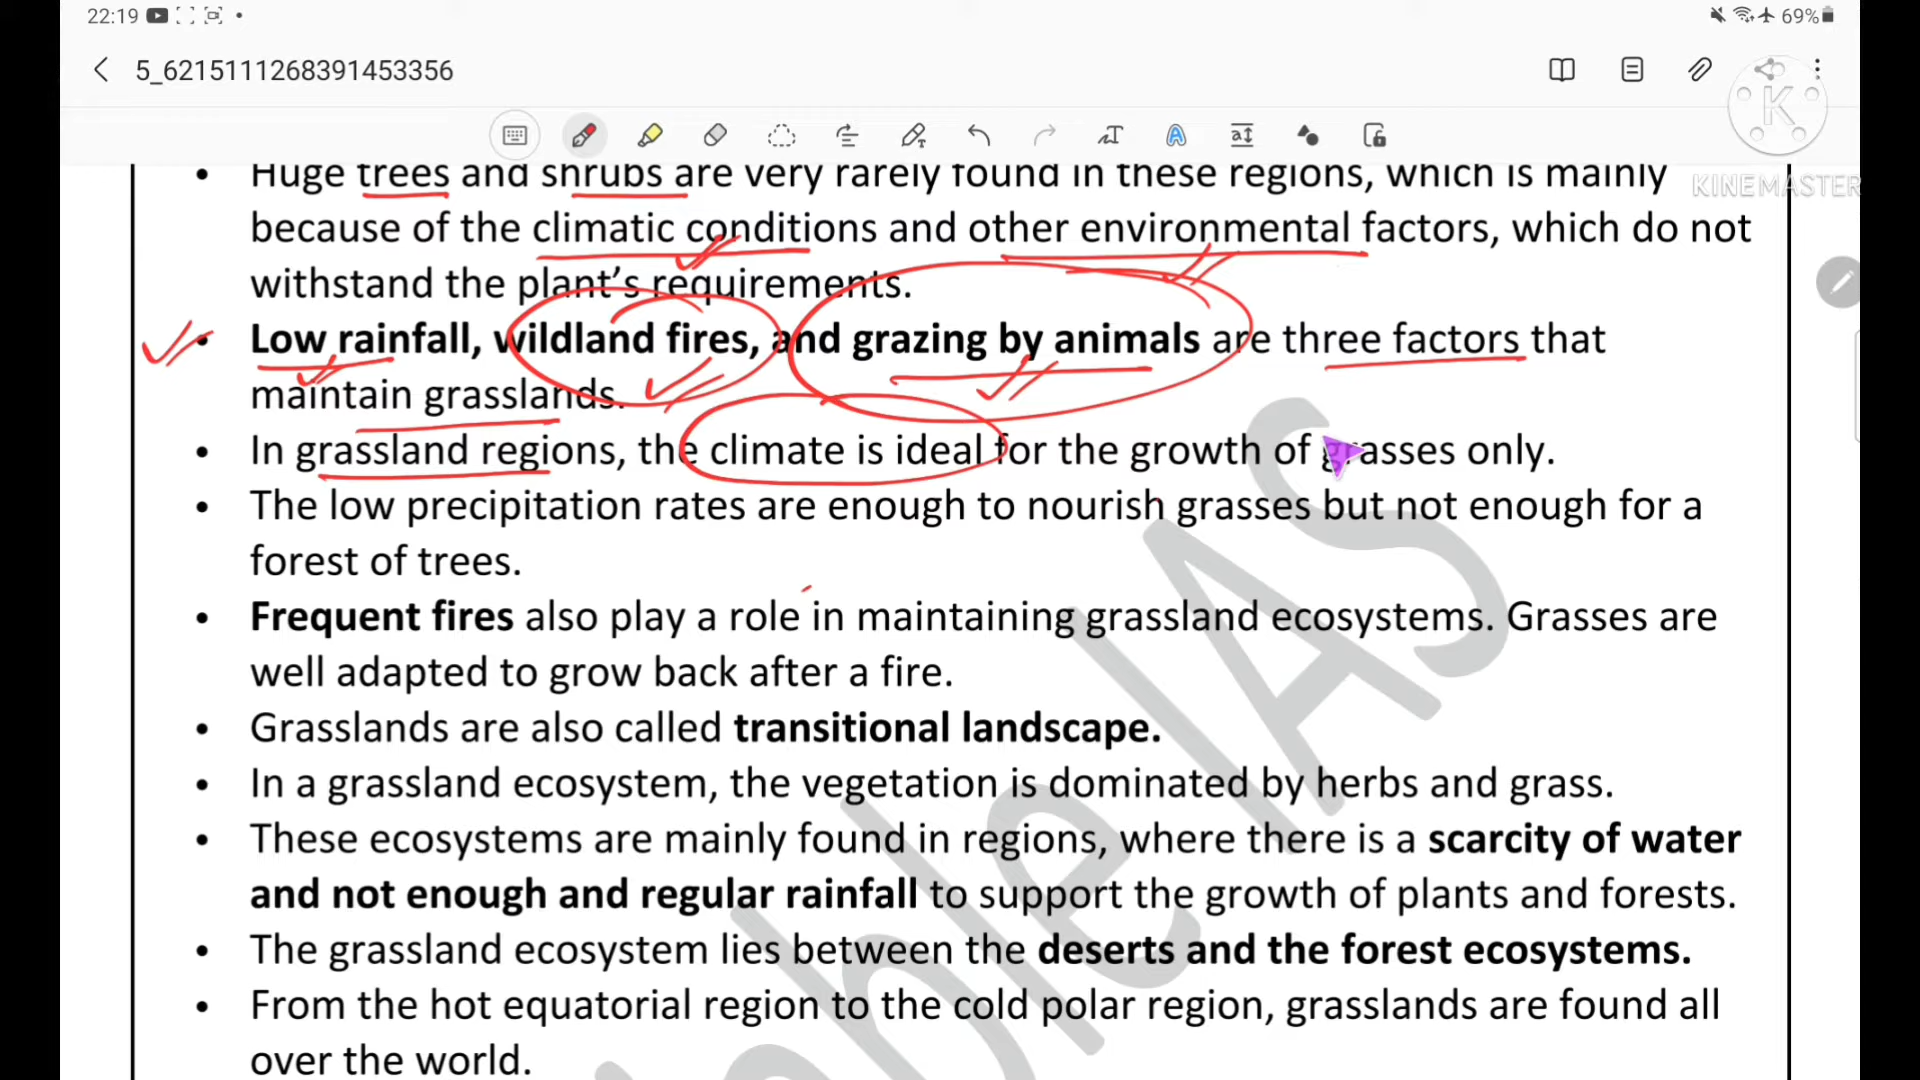 22:19
69%
5_6215111268391453356
K
KINEMASTER
• Huge trees and shrubs are very rarely found in these regions, which is mainly
because of the climatic conditions and other environmental factors, which do not
withstand the plant’s requirements.
• Low rainfall, wildland fires, and grazing by animals are three factors that
maintain grasslands.
• In grassland regions, the climate is ideal for the growth of grasses only.
• The low precipitation rates are enough to nourish grasses but not enough for a
forest of trees.
• Frequent fires also play a role in maintaining grassland ecosystems. Grasses are
well adapted to grow back after a fire.
• Grasslands are also called transitional landscape.
• In a grassland ecosystem, the vegetation is dominated by herbs and grass.
• These ecosystems are mainly found in regions, where there is a scarcity of water
and not enough and regular rainfall to support the growth of plants and forests.
• The grassland ecosystem lies between the deserts and the forest ecosystems.
• From the hot equatorial region to the cold polar region, grasslands are found all
over the world.
ble IAS